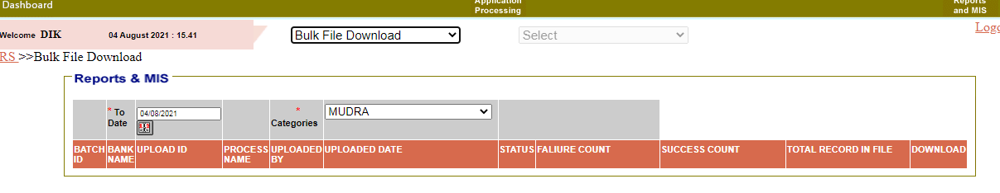 Dashboard
Application
Processing
Reports
and MIS
Welcome DIK
04 August 2021 : 15.41
Bulk File Download
Select
Logo
RS >>Bulk File Download
Reports & MIS
* To
Date
04/08/2021
*
Categories
MUDRA
BATCH
ID
BANK
NAME
UPLOAD ID
PROCESS
NAME
UPLOADED
BY
UPLOADED DATE
STATUS
FALIURE COUNT
SUCCESS COUNT
TOTAL RECORD IN FILE
DOWNLOAD